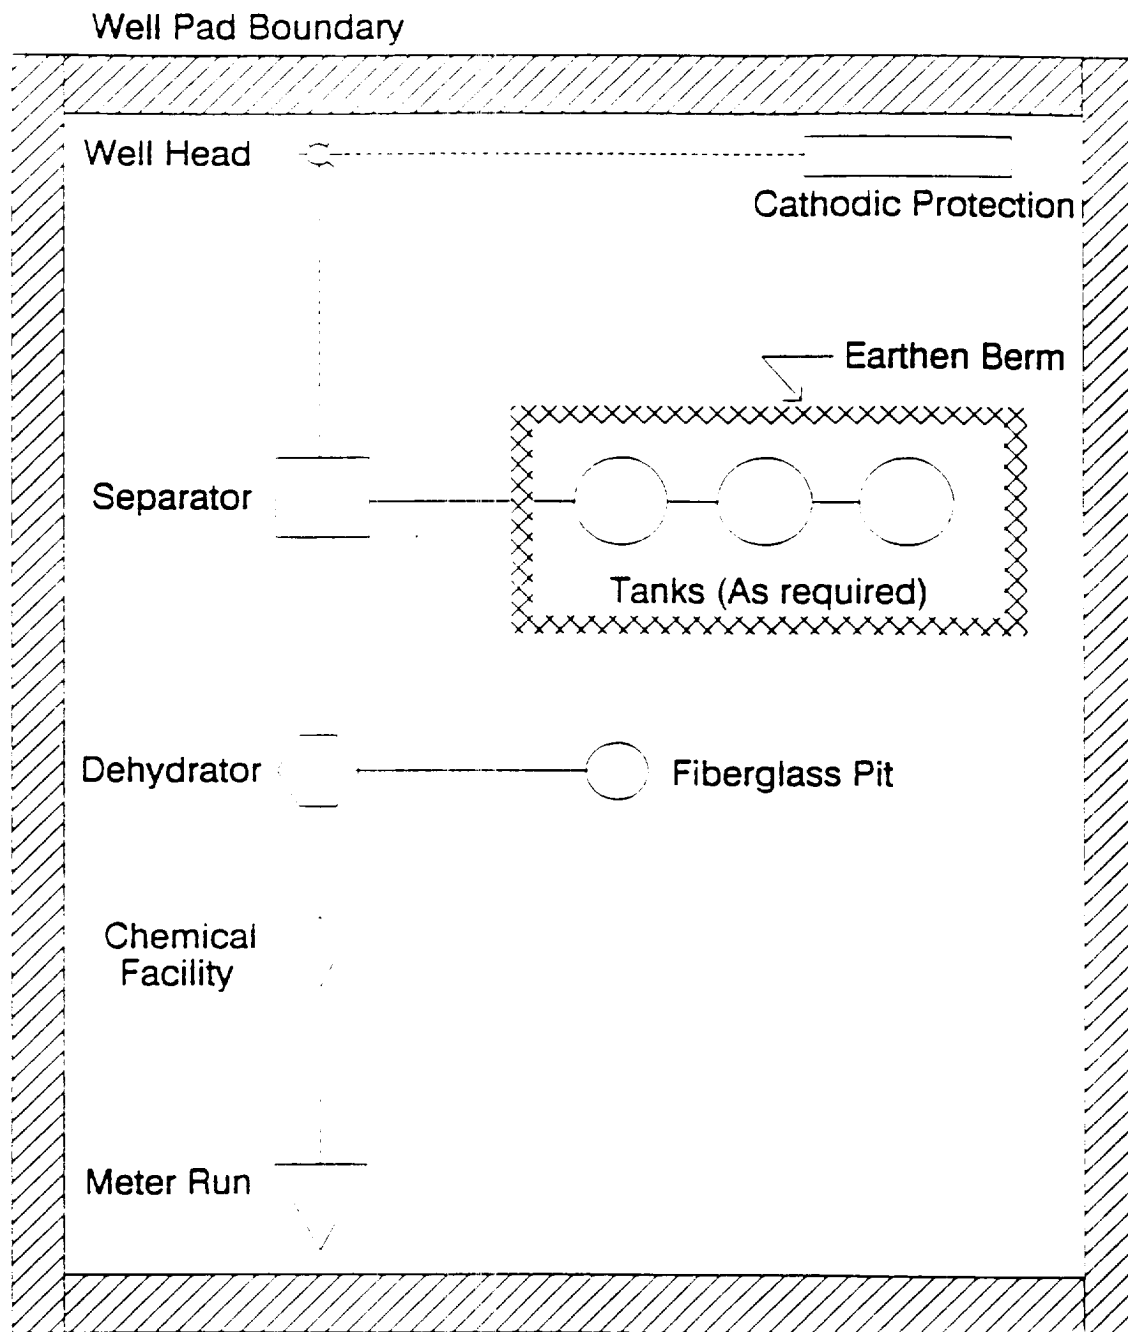 Well Pad Boundary
Well Head
Cathodic Protection
Earthen Berm
Separator
Tanks (As required)
Dehydrator
Fiberglass Pit
Chemical
Facility
Meter Run